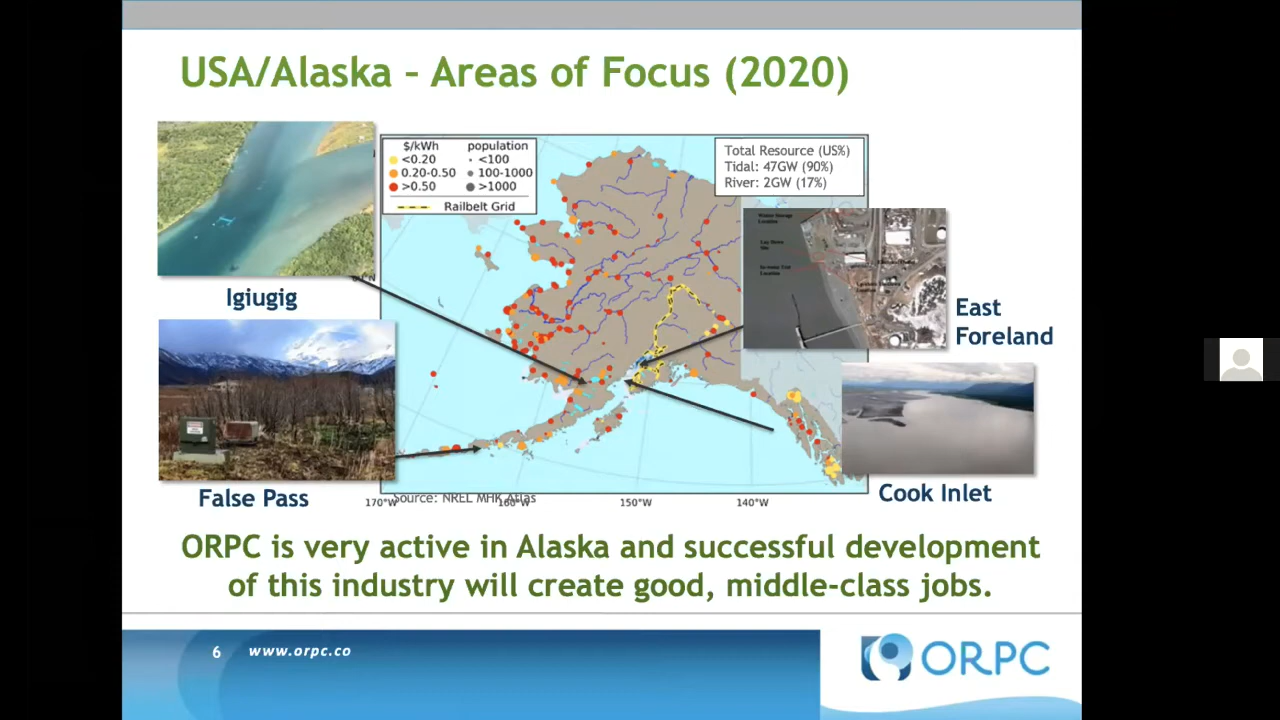 USA/Alaska – Areas of Focus (2020)
$/kWh population
<0.20 <100
0.20-0.50 100-1000
>0.50 >1000
Railbelt Grid
Total Resource (US%)
Tidal: 47GW (90%)
River: 2GW (17%)
Igiugig
East
Foreland
False Pass
Cook Inlet
Source: NREL MHK Atlas
170°W 160°W 150°W 140°W
ORPC is very active in Alaska and successful development
of this industry will create good, middle-class jobs.
6 www.orpc.co
ORPC